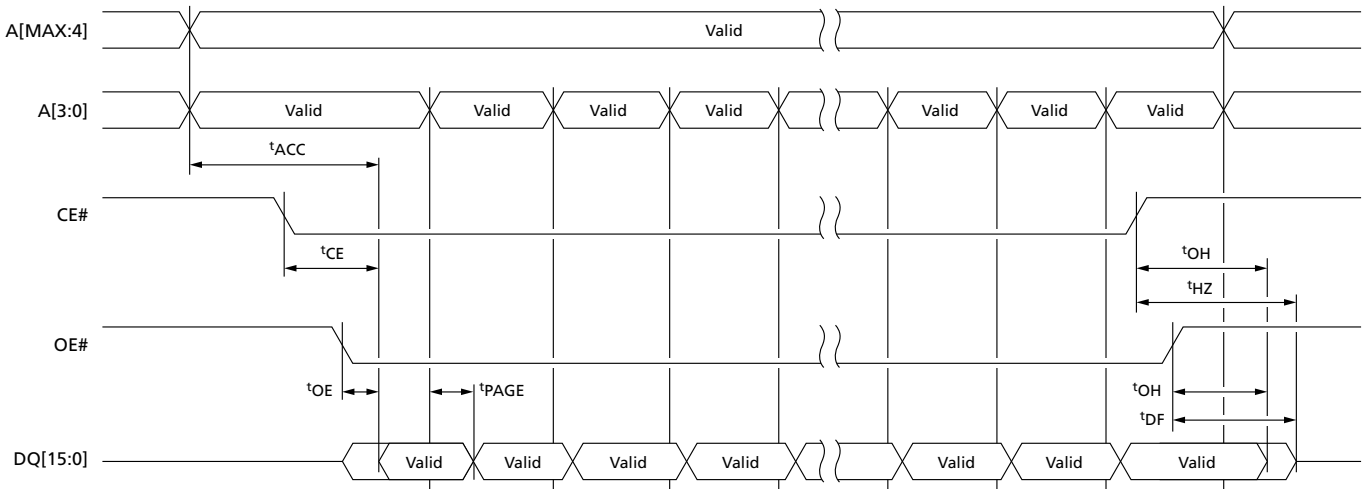 A[MAX:4] Valid
A[3:0] Valid Valid Valid Valid Valid Valid Valid
tACC
CE#
tCE tOH
tHZ
OE#
tOE tPAGE tOH
tDF
DQ[15:0] Valid Valid Valid Valid Valid Valid Valid